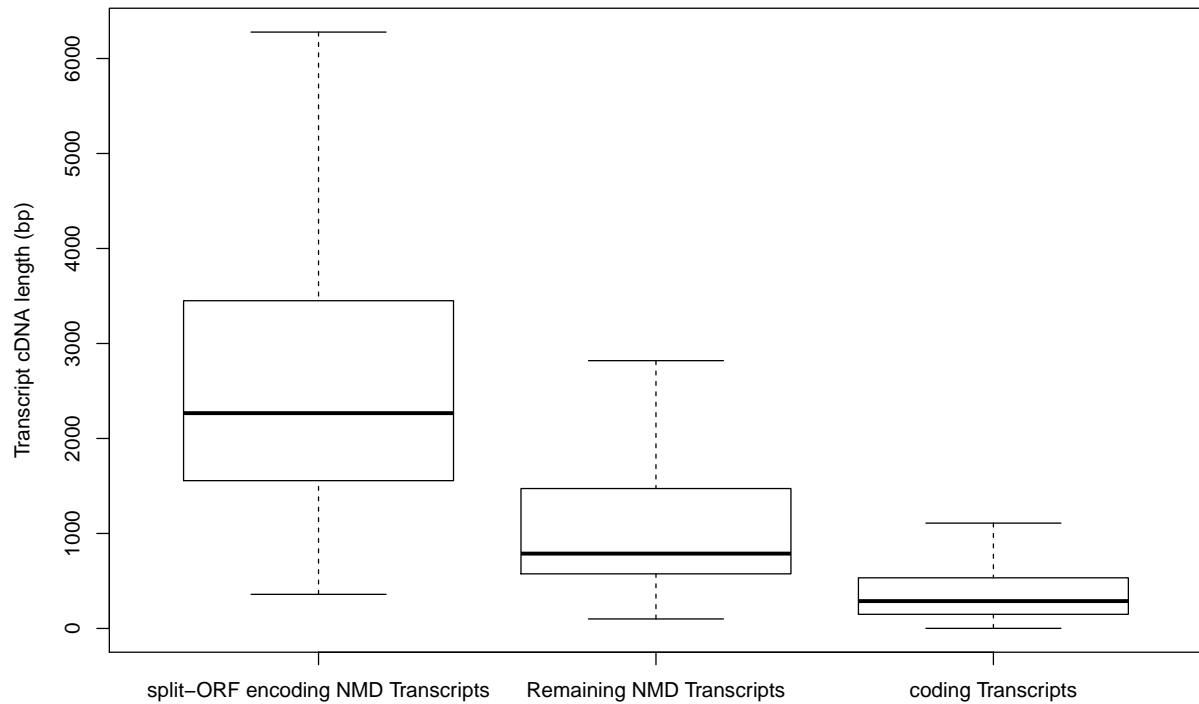 6000
5000
4000
3000
2000
1000
0
Transcript cDNA length (bp)
split−ORF encoding NMD Transcripts
Remaining NMD Transcripts
coding Transcripts